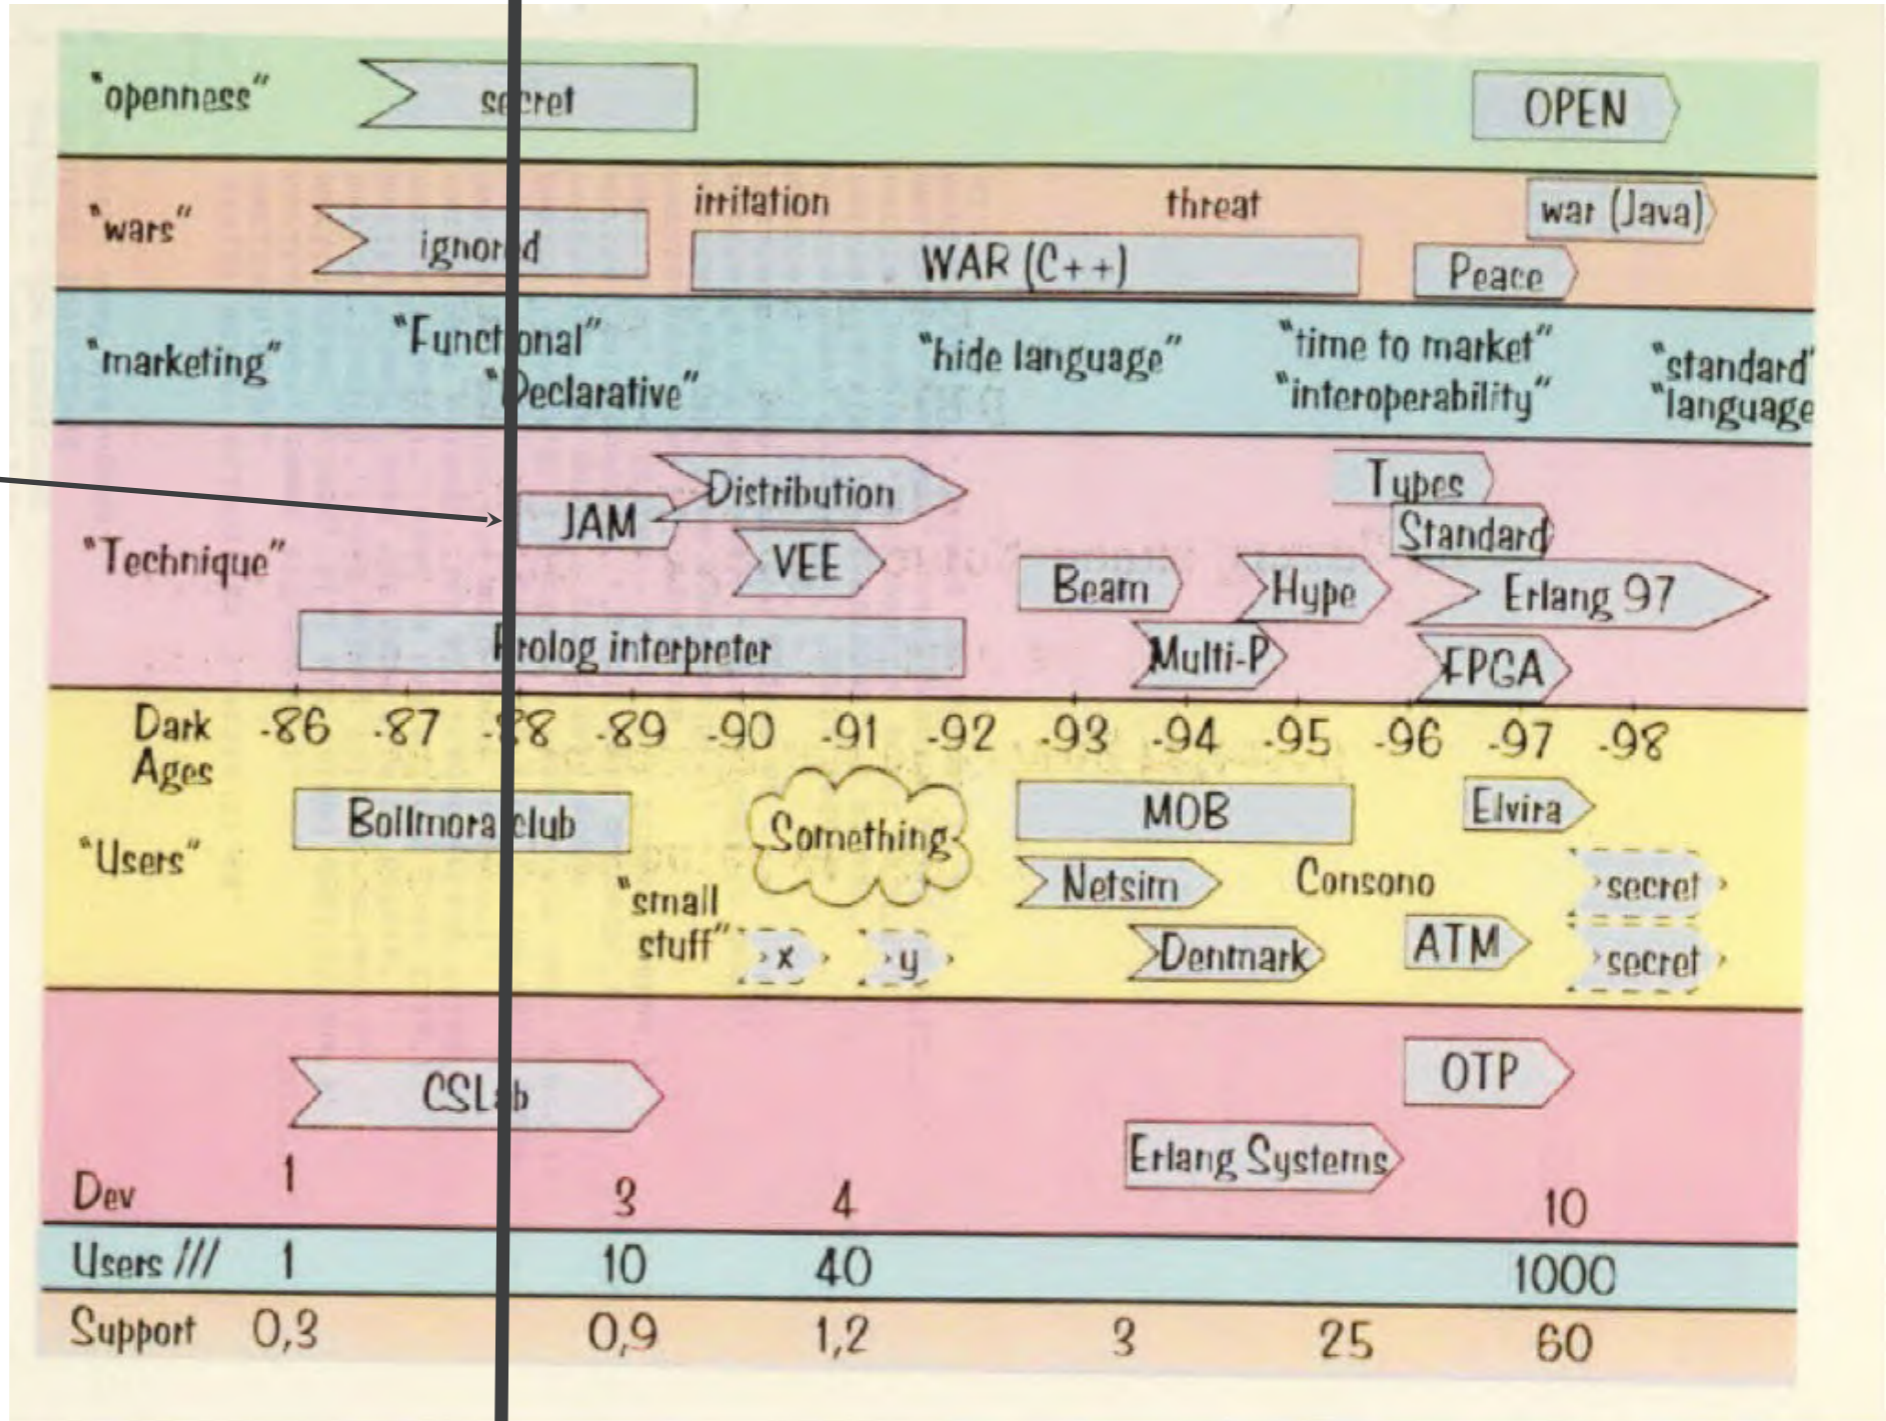 "openness"
secret
OPEN
"wars"
ignored
irritation
threat
WAR (C++)
war (Java)
Peace
"marketing"
"Functional"
"Declarative"
"hide language"
"time to market"
"interoperability"
"standard"
"language
"Technique"
JAM
Distribution
VEE
Prolog interpreter
Beam
Multi-P
Hype
Types
Standard
Erlang 97
FPGA
Dark
Ages
-86 -87 -88 -89 -90 -91 -92 -93 -94 -95 -96 -97 -98
"Users"
Bollmora club
"small
stuff"
Something
x
y
MOB
Netsim
Denmark
Consono
Elvira
ATM
secret
secret
CSLab
Erlang Systems
OTP
Dev 1 3 4 10
Users /// 1 10 40 1000
Support 0,3 0,9 1,2 3 25 60